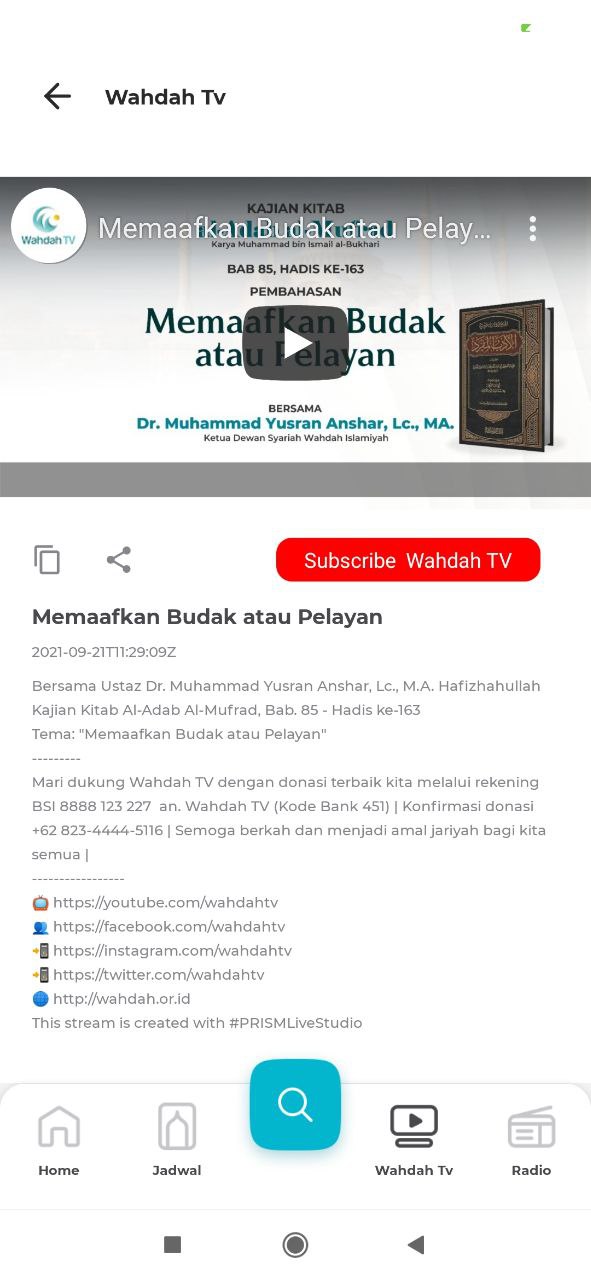 Wahdah Tv
Wahdah TV
Memaafkan Budak atau Pelay...
KAJIAN KITAB
Karya Muhammad bin Ismail al-Bukhari
BAB 85, HADIS KE-163
PEMBAHASAN
Memaafkan Budak
atau Pelayan
الأدب المفرد
BERSAMA
Dr. Muhammad Yusran Anshar, Lc., MA.
Ketua Dewan Syariah Wahdah Islamiyah
Subscribe Wahdah TV
Memaafkan Budak atau Pelayan
2021-09-21T11:29:09Z
Bersama Ustaz Dr. Muhammad Yusran Anshar, Lc., M.A. Hafizhahullah
Kajian Kitab Al-Adab Al-Mufrad, Bab. 85 - Hadis ke-163
Tema: "Memaafkan Budak atau Pelayan"
---------
Mari dukung Wahdah TV dengan donasi terbaik kita melalui rekening
BSI 8888 123 227 an. Wahdah TV (Kode Bank 451) | Konfirmasi donasi
+62 823-4444-5116 | Semoga berkah dan menjadi amal jariyah bagi kita
semua |
-----------------
https://youtube.com/wahdahtv
https://facebook.com/wahdahtv
https://instagram.com/wahdahtv
https://twitter.com/wahdahtv
http://wahdah.or.id
This stream is created with #PRISMLiveStudio
Home
Jadwal
Wahdah Tv
Radio